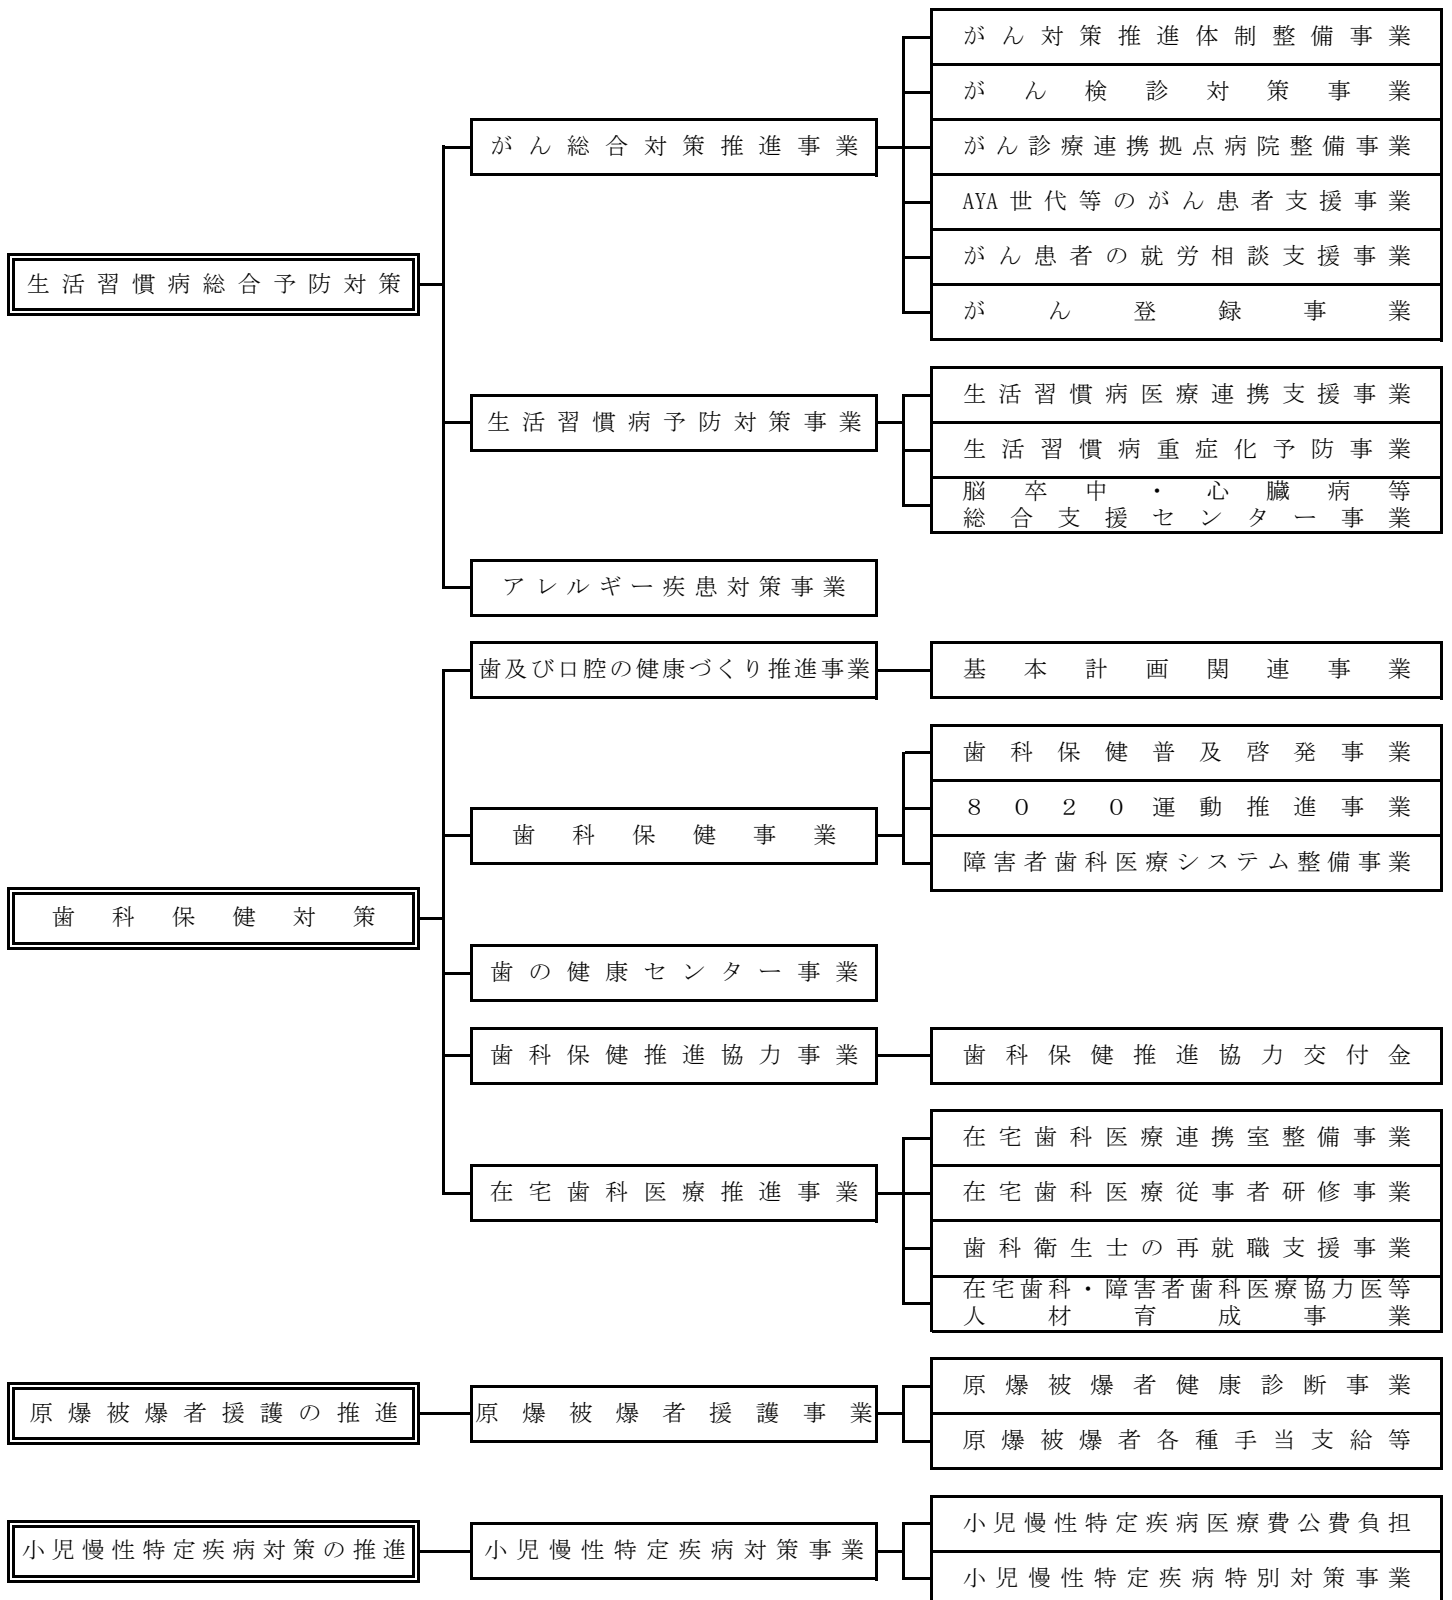 生活習慣病総合予防対策
がん総合対策推進事業
がん対策推進体制整備事業
がん検診対策事業
がん診療連携拠点病院整備事業
AYA世代等のがん患者支援事業
がん患者の就労相談支援事業
がん登録事業
生活習慣病予防対策事業
生活習慣病医療連携支援事業
生活習慣病重症化予防事業
脳卒中・心臓病等
総合支援センター事業
アレルギー疾患対策事業
歯科保健対策
歯及び口腔の健康づくり推進事業
基本計画関連事業
歯科保健事業
歯科保健普及啓発事業
８０２０運動推進事業
障害者歯科医療システム整備事業
歯の健康センター事業
歯科保健推進協力事業
歯科保健推進協力交付金
在宅歯科医療推進事業
在宅歯科医療連携室整備事業
在宅歯科医療従事者研修事業
歯科衛生士の再就職支援事業
在宅歯科・障害者歯科医療協力医等
人材育成事業
原爆被爆者援護の推進
原爆被爆者援護事業
原爆被爆者健康診断事業
原爆被爆者各種手当支給等
小児慢性特定疾病対策の推進
小児慢性特定疾病対策事業
小児慢性特定疾病医療費公費負担
小児慢性特定疾病特別対策事業